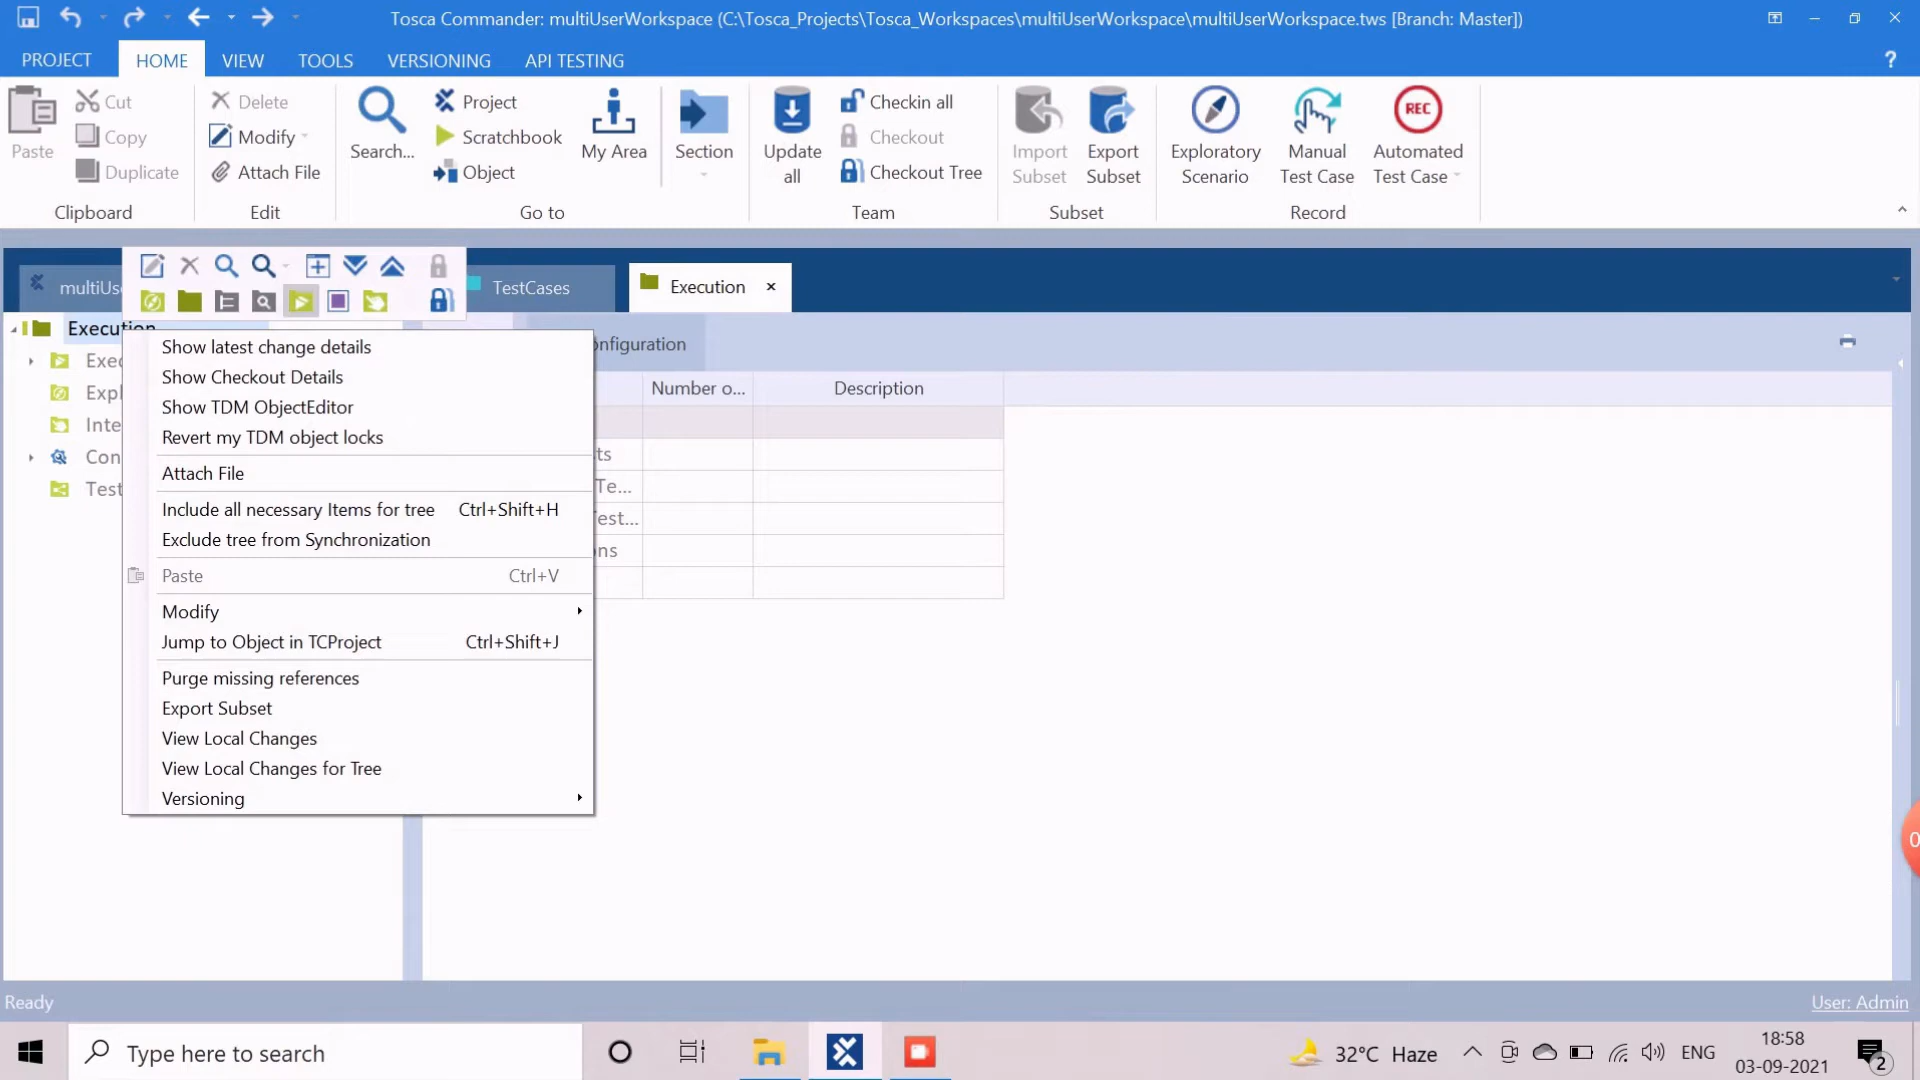 Tosca Commander: multiUserWorkspace (C:\Tosca_Projects\Tosca_Workspaces\multiUserWorkspace\multiUserWorkspace.tws [Branch: Master])
PROJECT HOME VIEW TOOLS VERSIONING API TESTING ?
Paste
Cut
Copy
Duplicate
Clipboard
Delete
Modify
Attach File
Edit
Search...
Project
Scratchbook
Object
My Area
Section
Go to
Update all
Checkin all
Checkout
Checkout Tree
Team
Import Subset
Export Subset
Subset
Exploratory Scenario
Manual Test Case
REC
Automated Test Case
Record
multiUse
TestCases
Execution
Execution
Exec
Expl
Inte
Con
Test
Show latest change details
Show Checkout Details
Show TDM ObjectEditor
Revert my TDM object locks
Attach File
Include all necessary Items for tree Ctrl+Shift+H
Exclude tree from Synchronization
Paste Ctrl+V
Modify
Jump to Object in TCProject Ctrl+Shift+J
Purge missing references
Export Subset
View Local Changes
View Local Changes for Tree
Versioning
onfiguration
Number o... Description
ts
Te...
est...
ns
0
Ready
User: Admin
Type here to search
32°C Haze
ENG
18:58
03-09-2021
2